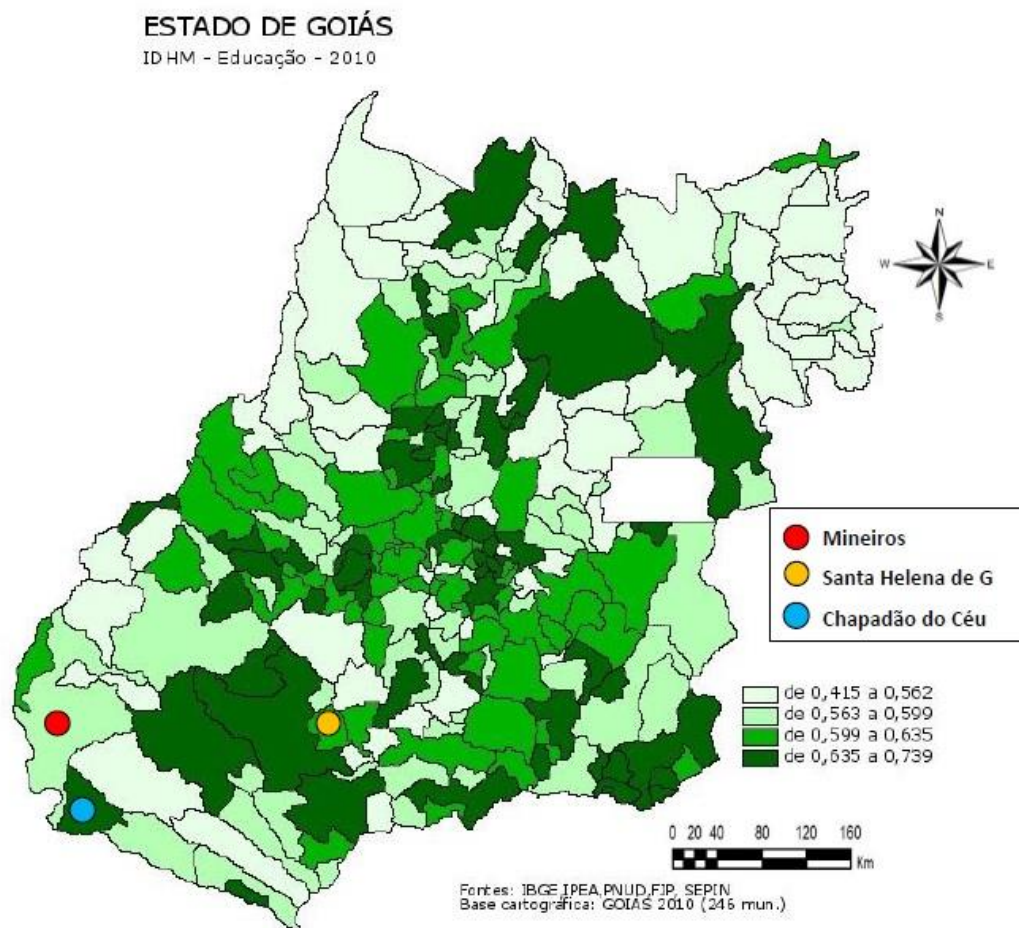 ESTADO DE GOIÁS
IDHM - Educação - 2010
N
W
E
S
Mineiros
Santa Helena de G
Chapadão do Céu
de 0,415 a 0,562
de 0,563 a 0,599
de 0,599 a 0,635
de 0,635 a 0,739
0 20 40 80 120 160
Km
Fontes: IBGE,IPEA,PNUD,FJP, SEPIN
Base cartográfica: GOIAS 2010 (246 mun.)